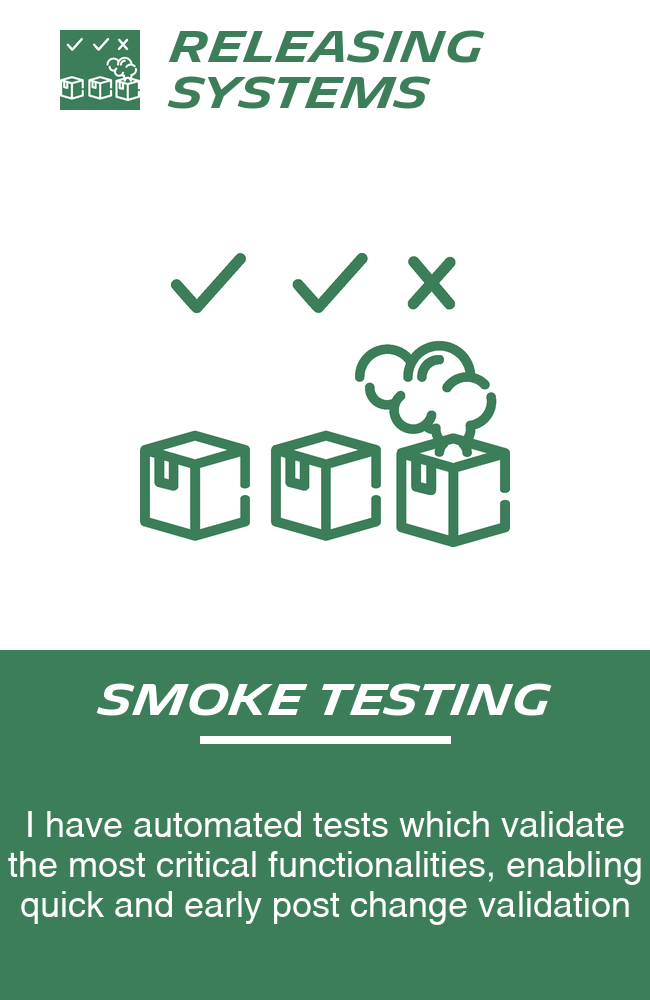 RELEASING
SYSTEMS
SMOKE TESTING
I have automated tests which validate
the most critical functionalities, enabling
quick and early post change validation